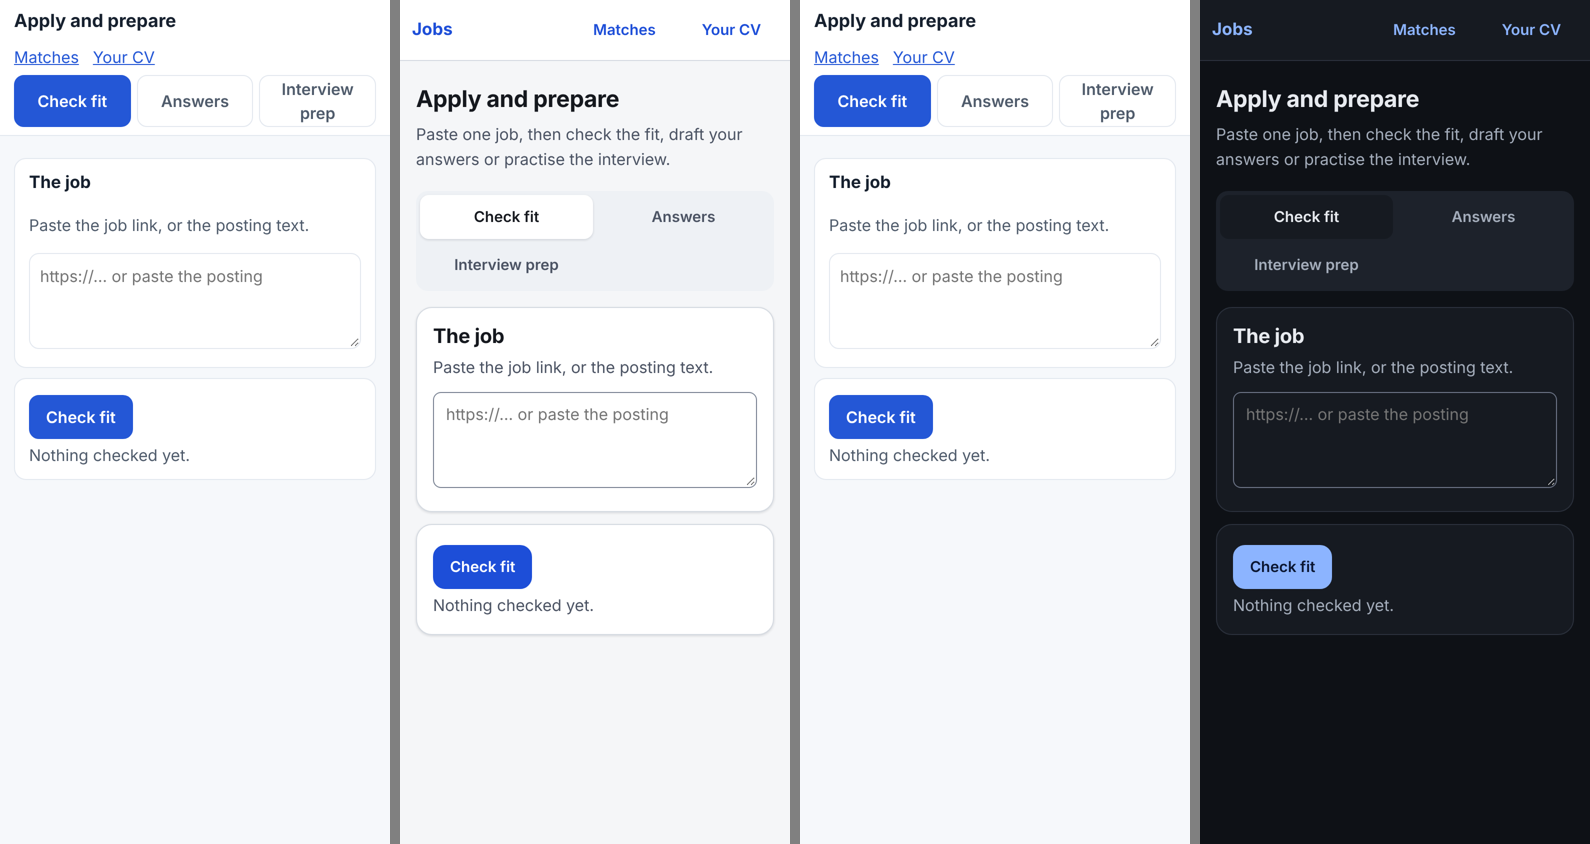 Apply and prepare
Matches Your CV
Check fit Answers Interview prep
The job
Paste the job link, or the posting text.
https://... or paste the posting
Check fit
Nothing checked yet.
Jobs Matches Your CV
Apply and prepare
Paste one job, then check the fit, draft your
answers or practise the interview.
Check fit Answers
Interview prep
The job
Paste the job link, or the posting text.
https://... or paste the posting
Check fit
Nothing checked yet.
Apply and prepare
Matches Your CV
Check fit Answers Interview prep
The job
Paste the job link, or the posting text.
https://... or paste the posting
Check fit
Nothing checked yet.
Jobs Matches Your CV
Apply and prepare
Paste one job, then check the fit, draft your
answers or practise the interview.
Check fit Answers
Interview prep
The job
Paste the job link, or the posting text.
https://... or paste the posting
Check fit
Nothing checked yet.